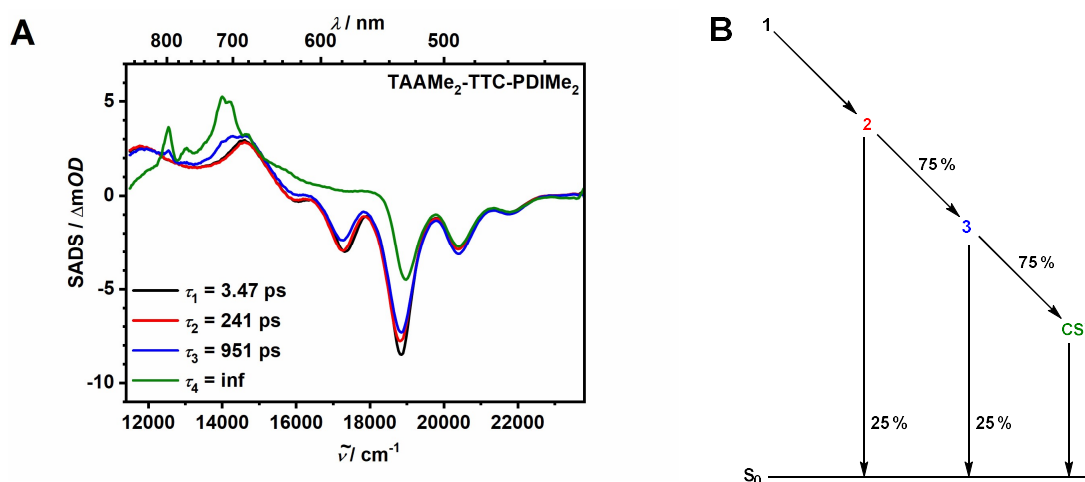 A
λ / nm
800 700 600 500
TAAMe₂-TTC-PDIMe₂
5
0
-5
-10
SADS / ΔmOD
τ₁ = 3.47 ps
τ₂ = 241 ps
τ₃ = 951 ps
τ₄ = inf
12000 14000 16000 18000 20000 22000
ν̃ / cm⁻¹
B
1
2
75 %
3
75 %
CS
25 % 25 %
S₀